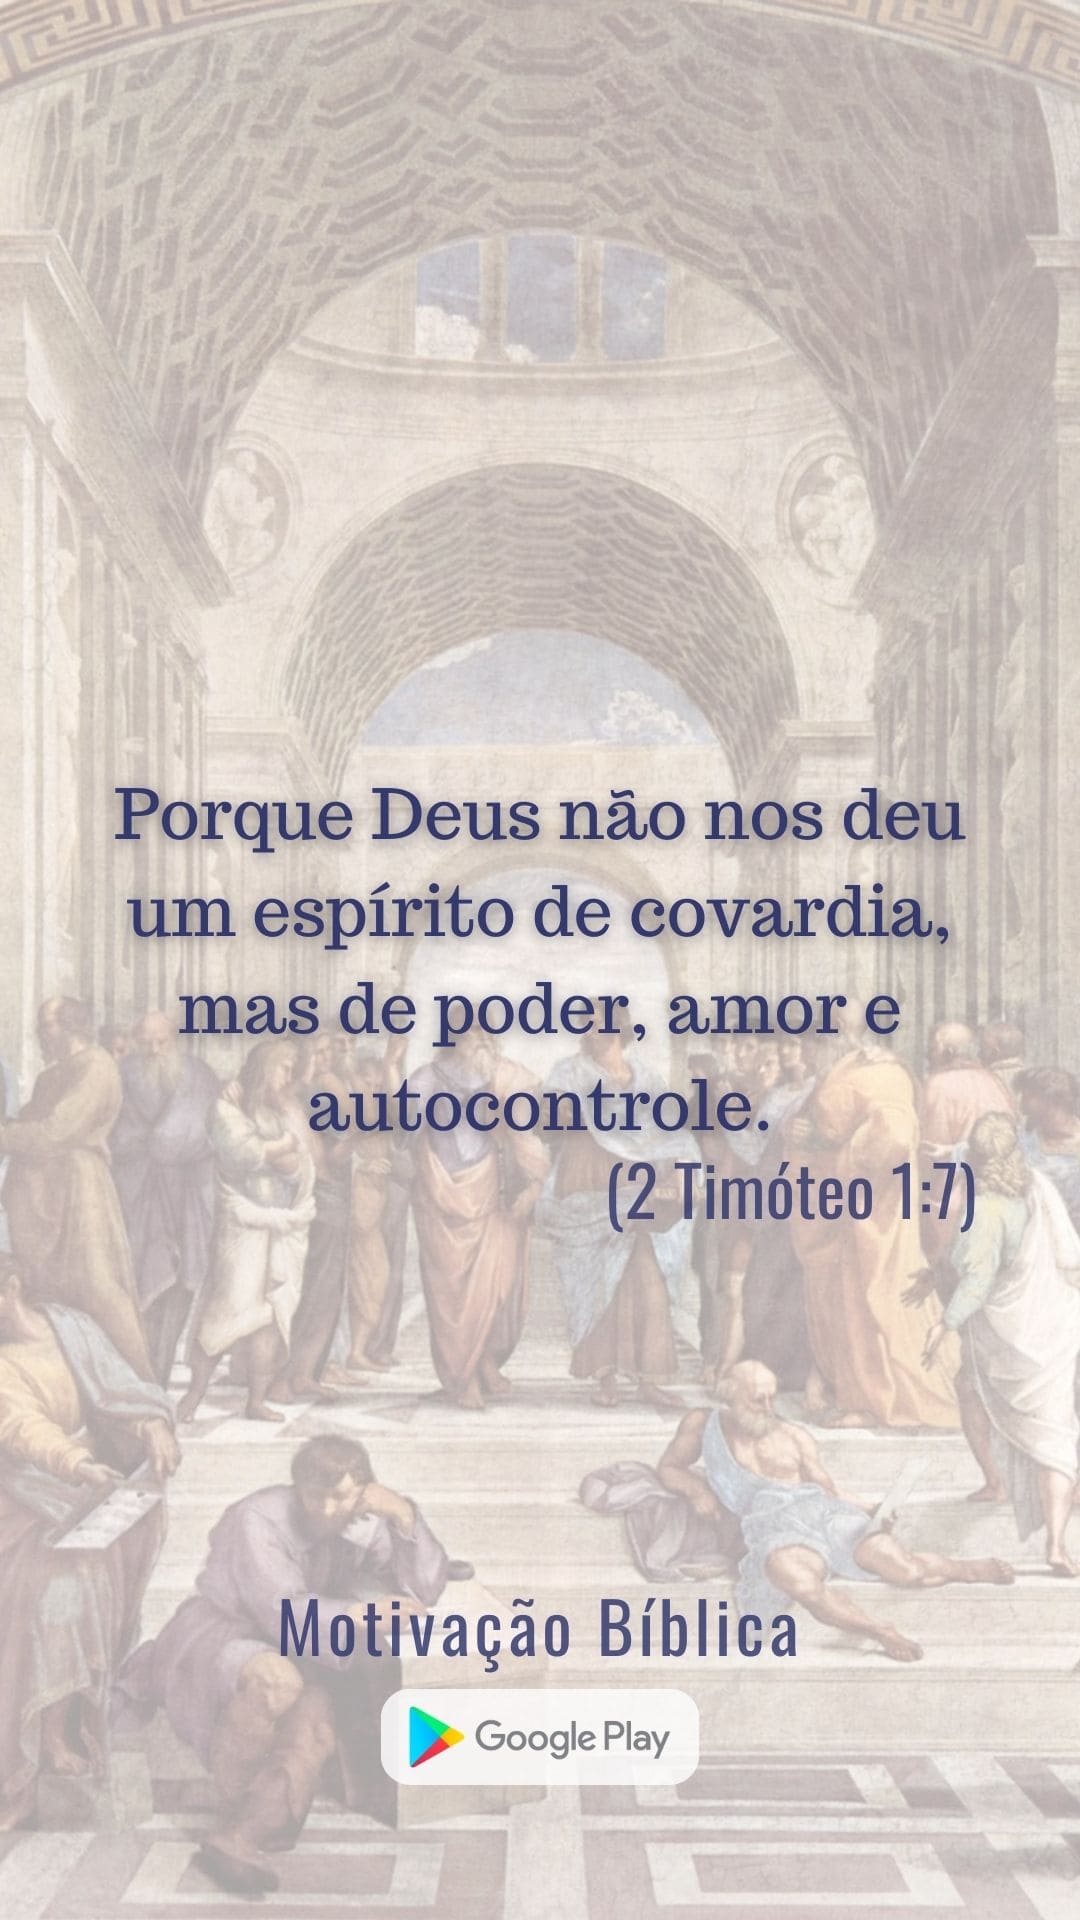 Porque Deus não nos deu
um espírito de covardia,
mas de poder, amor e
autocontrole.
(2 Timóteo 1:7)
Motivação Bíblica
Google Play